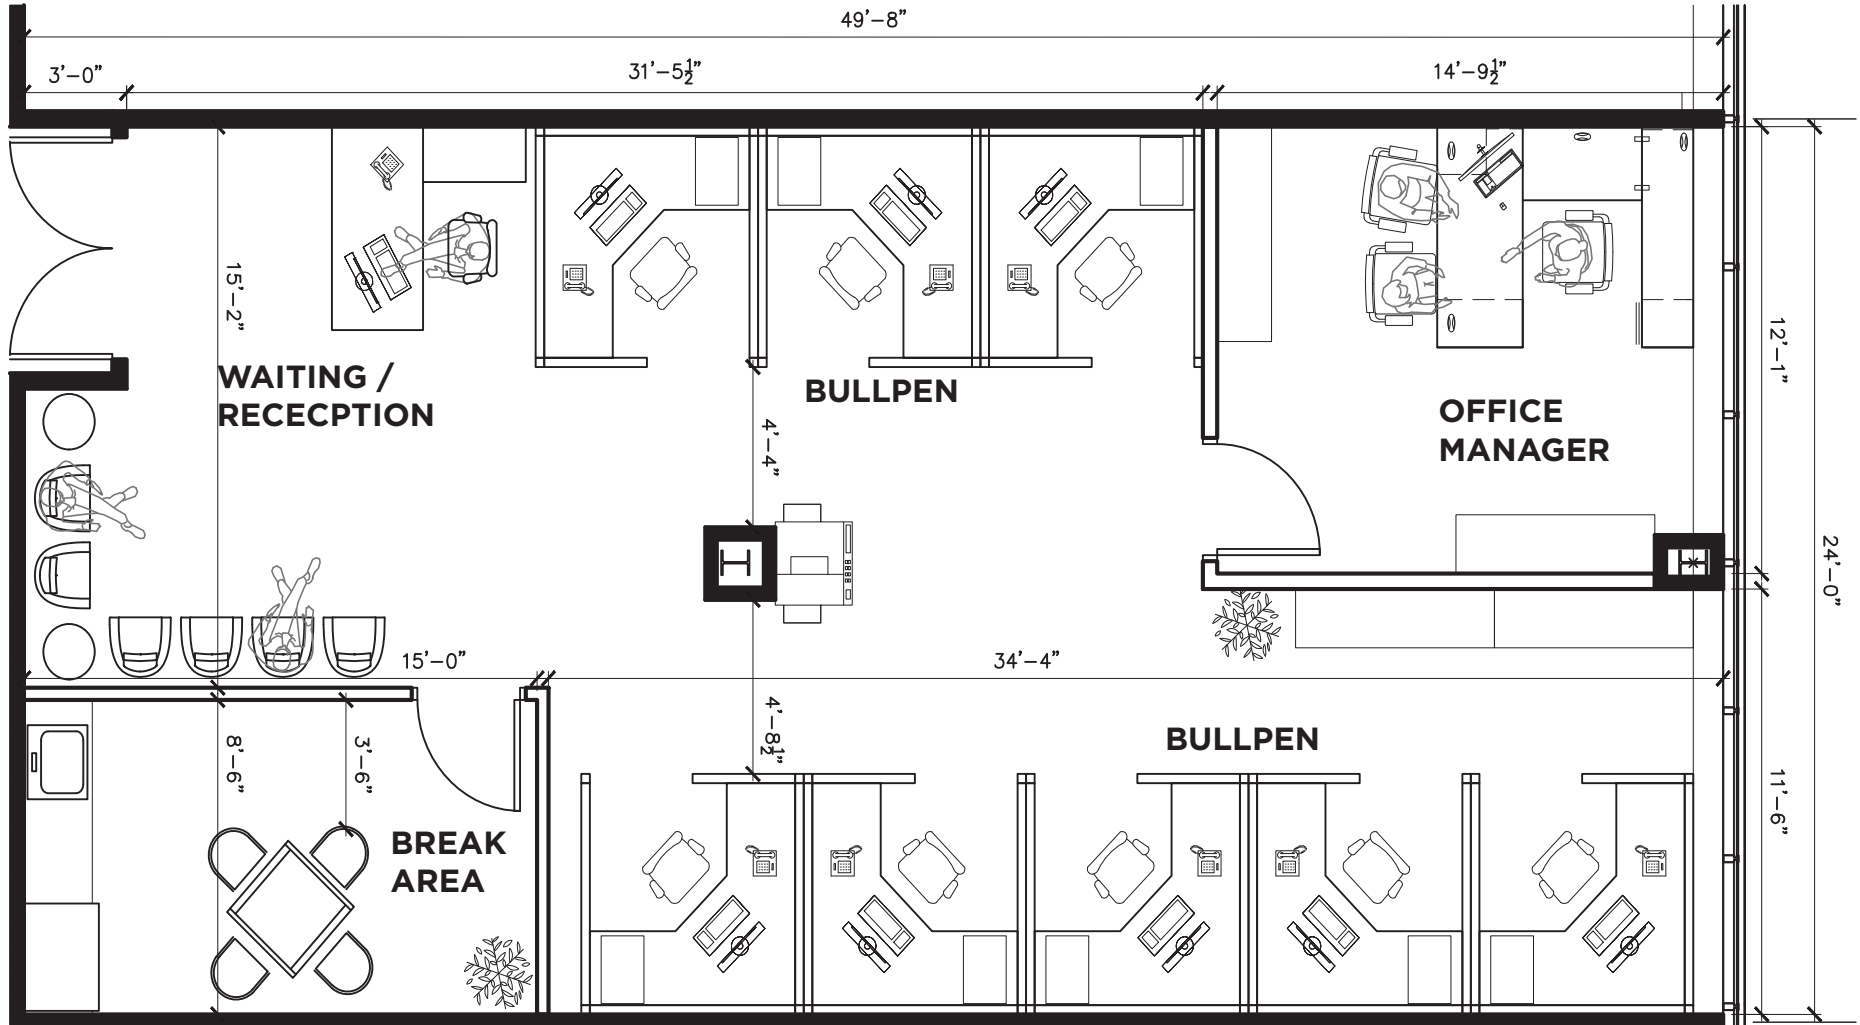 49'-8"
3'-0"
31'-5½"
14'-9½"
15'-2"
12'-1"
WAITING /
RECECPTION
BULLPEN
OFFICE
MANAGER
4'-4"
24'-0"
15'-0"
34'-4"
4'-8½"
8'-6"
3'-6"
BULLPEN
11'-6"
BREAK
AREA